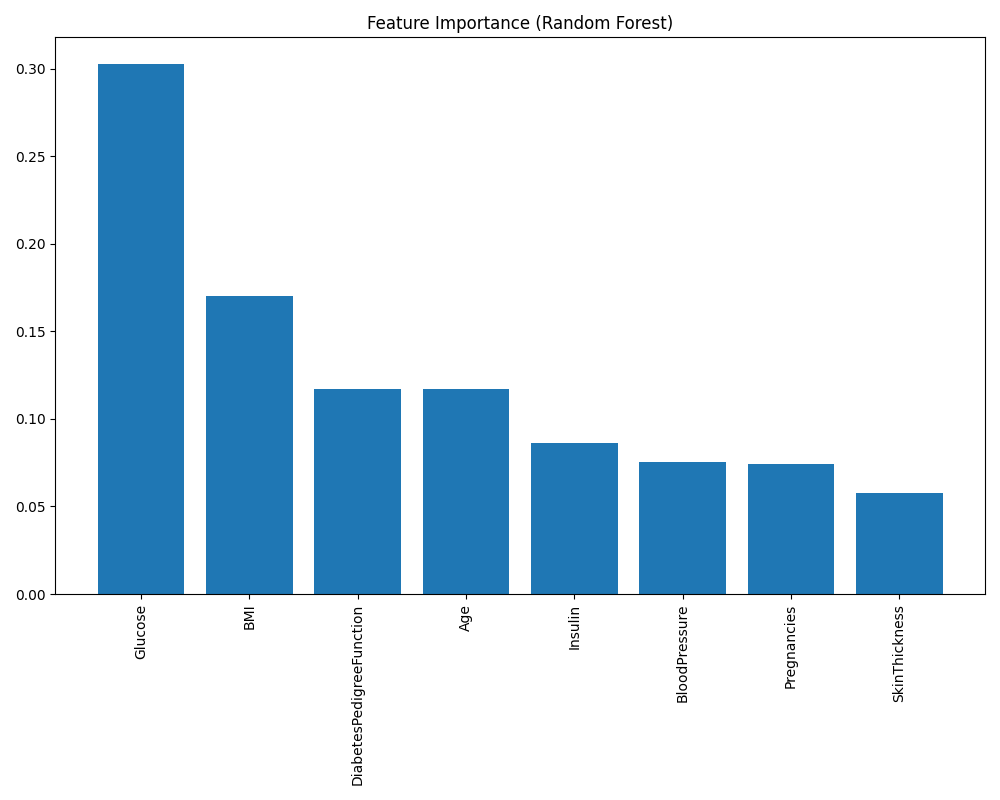 Feature Importance (Random Forest)
0.30
0.25
0.20
0.15
0.10
0.05
0.00
Glucose
BMI
DiabetesPedigreeFunction
Age
Insulin
BloodPressure
Pregnancies
SkinThickness